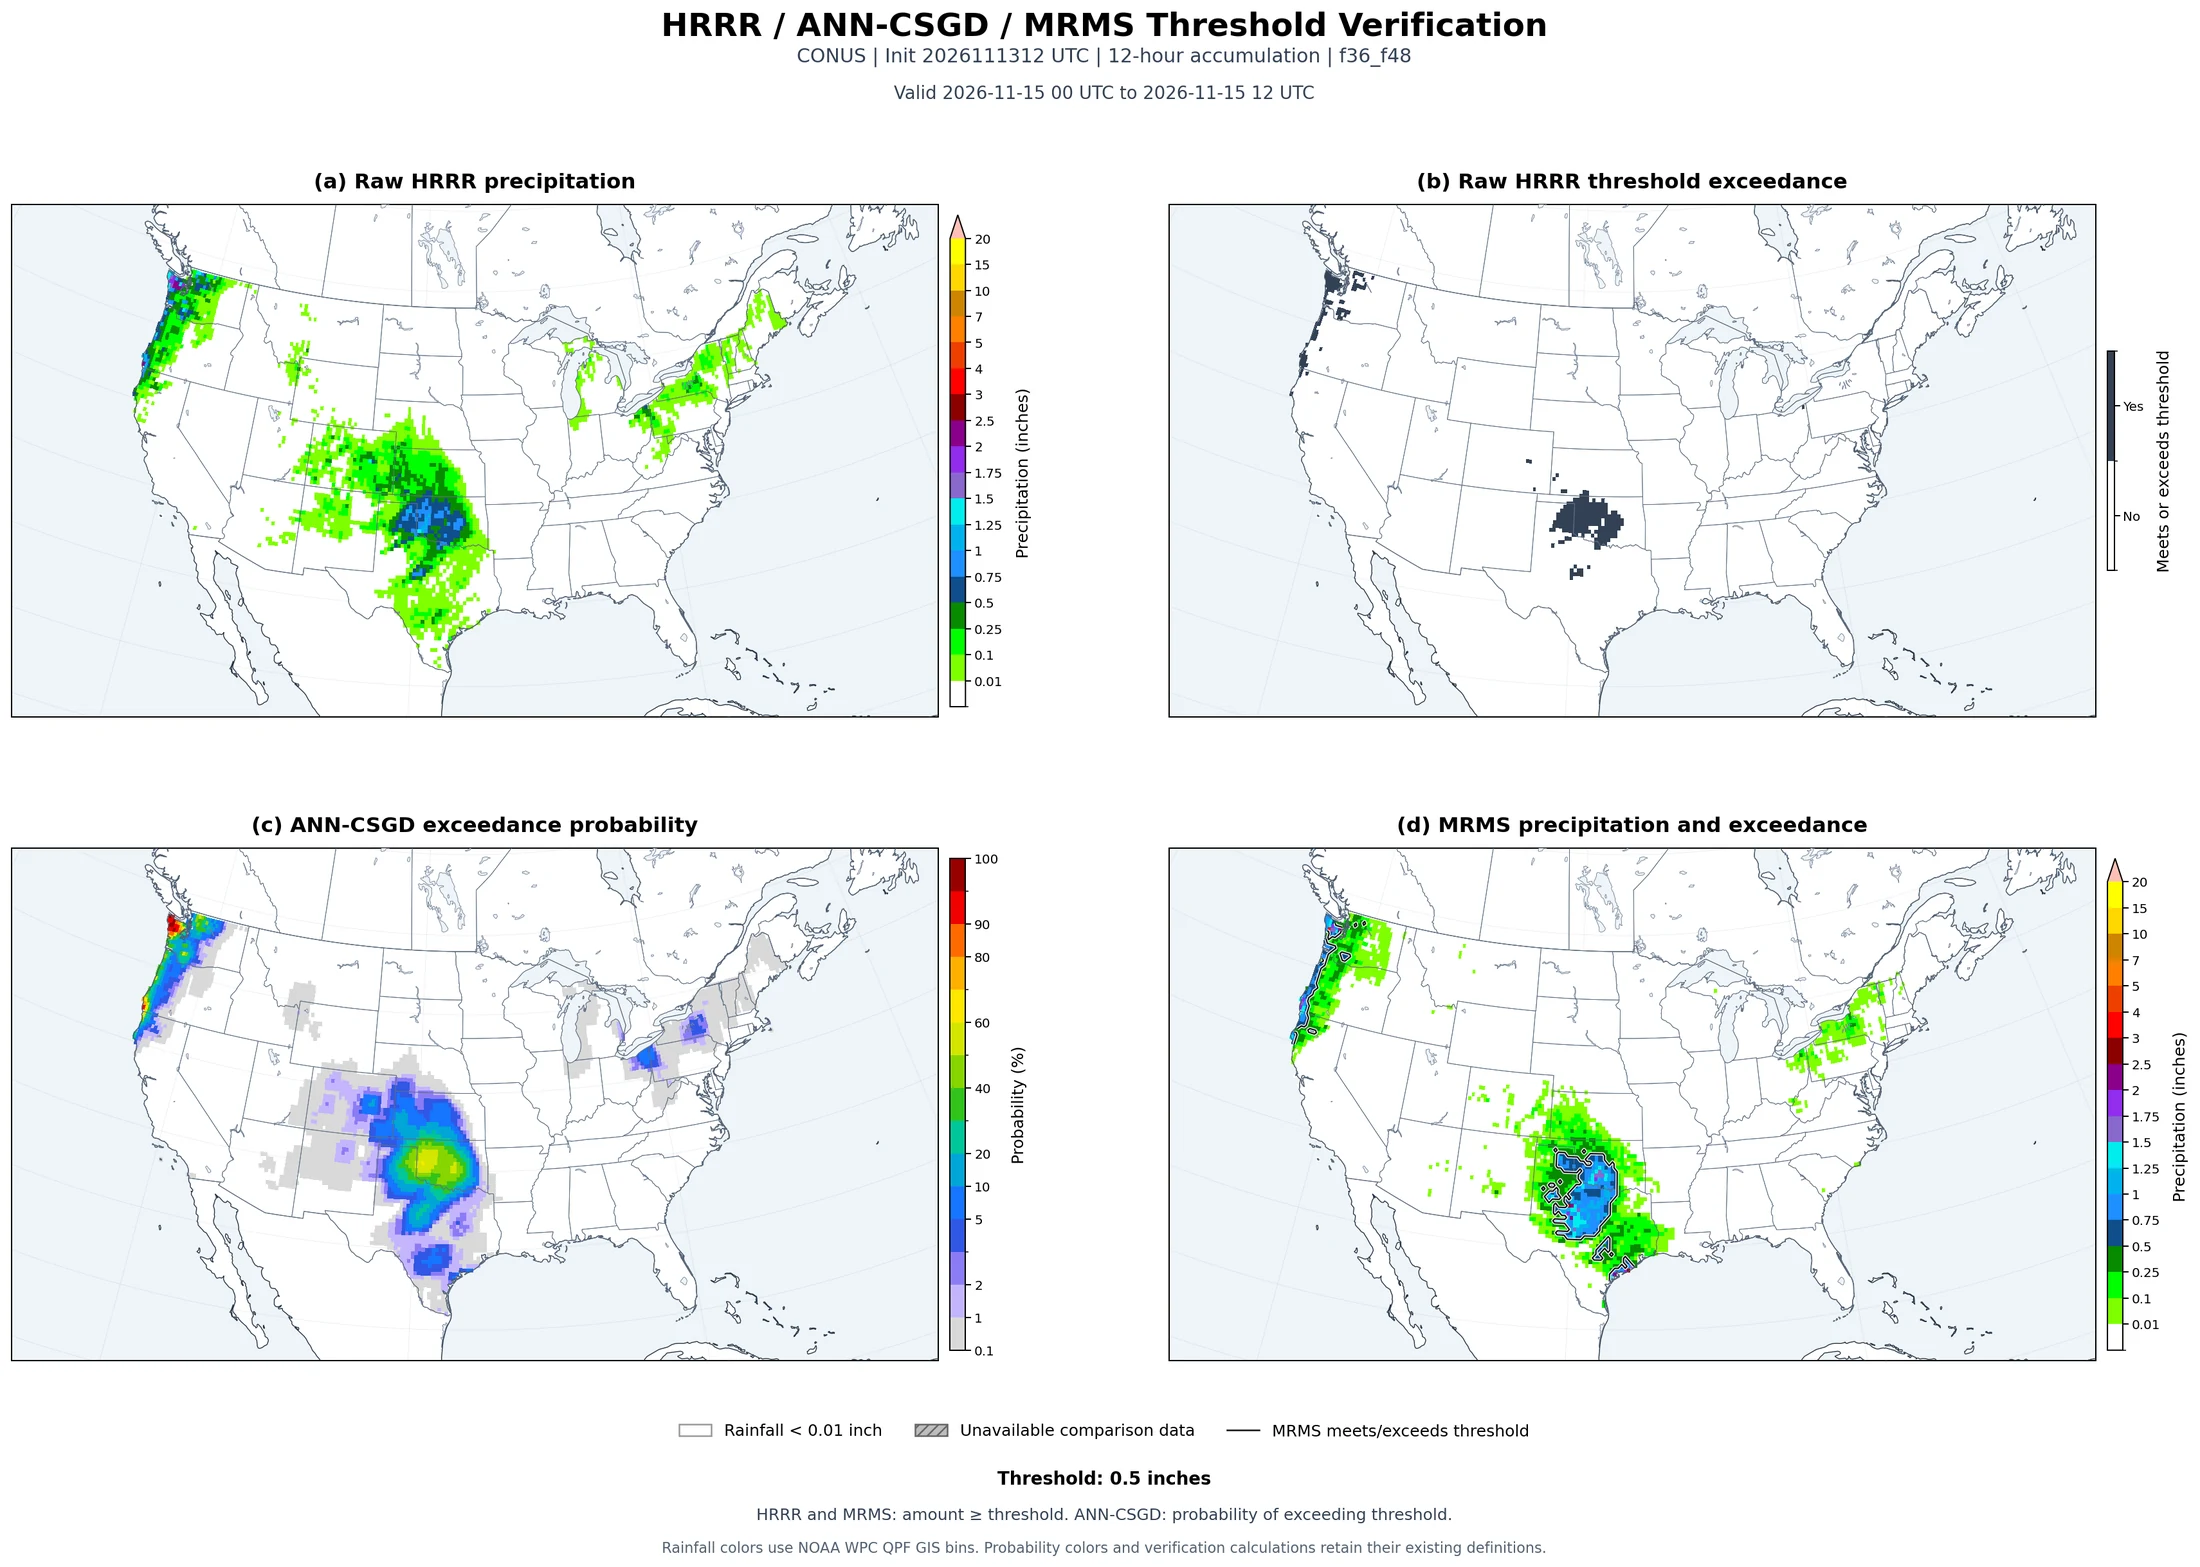 HRRR / ANN-CSGD / MRMS Threshold Verification
CONUS | Init 2026111312 UTC | 12-hour accumulation | f36_f48
Valid 2026-11-15 00 UTC to 2026-11-15 12 UTC
(a) Raw HRRR precipitation
20
15
10
7
5
4
3
2.5
2
1.75
1.5
1.25
1
0.75
0.5
0.25
0.1
0.01
Precipitation (inches)
(b) Raw HRRR threshold exceedance
Yes
No
Meets or exceeds threshold
(c) ANN-CSGD exceedance probability
100
90
80
60
40
20
10
5
2
1
0.1
Probability (%)
(d) MRMS precipitation and exceedance
20
15
10
7
5
4
3
2.5
2
1.75
1.5
1.25
1
0.75
0.5
0.25
0.1
0.01
Precipitation (inches)
Rainfall < 0.01 inch
Unavailable comparison data
MRMS meets/exceeds threshold
Threshold: 0.5 inches
HRRR and MRMS: amount ≥ threshold. ANN-CSGD: probability of exceeding threshold.
Rainfall colors use NOAA WPC QPF GIS bins. Probability colors and verification calculations retain their existing definitions.